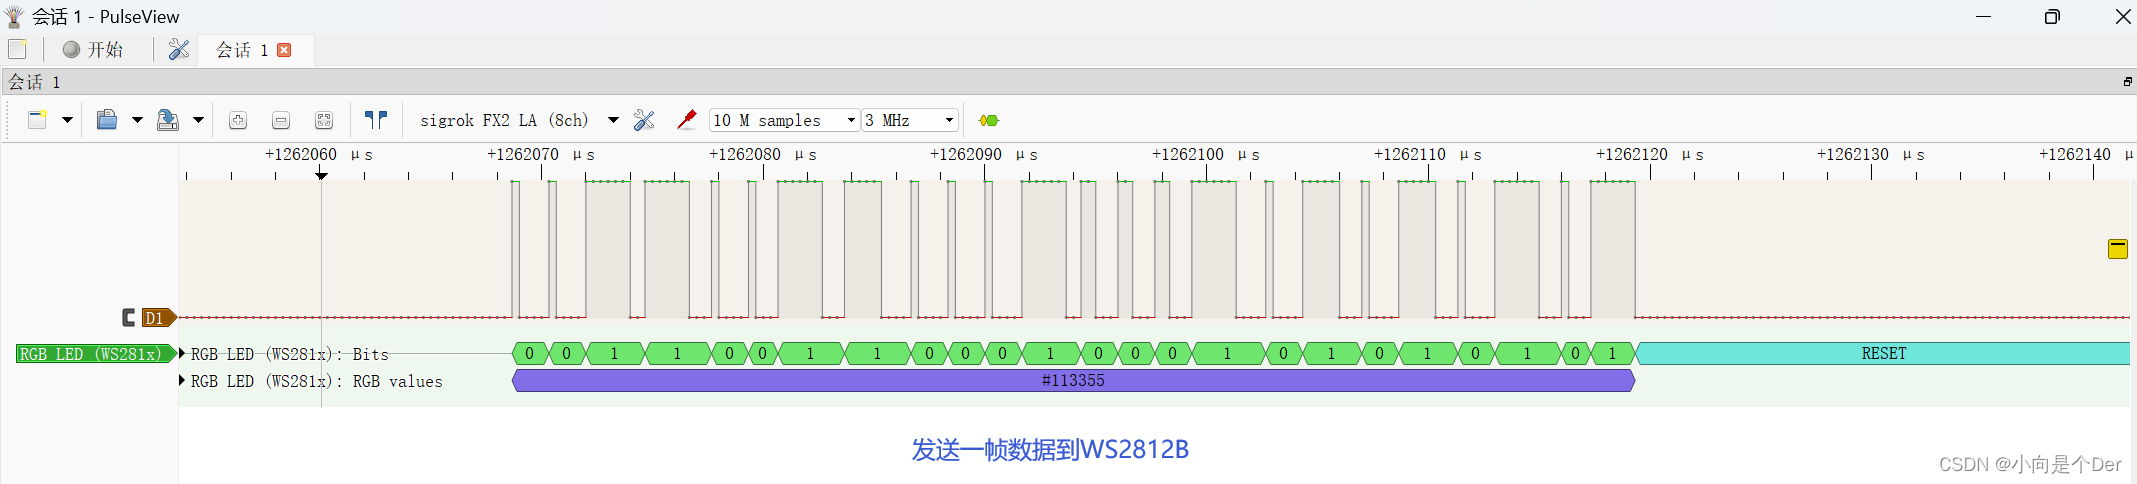 会话 1 - PulseView
开始 会话 1
会话 1
sigrok FX2 LA (8ch) 10 M samples 3 MHz
+1262060 μs +1262070 μs +1262080 μs +1262090 μs +1262100 μs +1262110 μs +1262120 μs +1262130 μs +1262140 μ
D1
RGB LED (WS281x) RGB LED (WS281x): Bits 0 0 1 1 0 0 1 1 0 0 0 1 0 0 0 1 0 1 0 1 0 1 0 1 RESET
RGB LED (WS281x): RGB values #113355
发送一帧数据到WS2812B
CSDN @小向是个Der